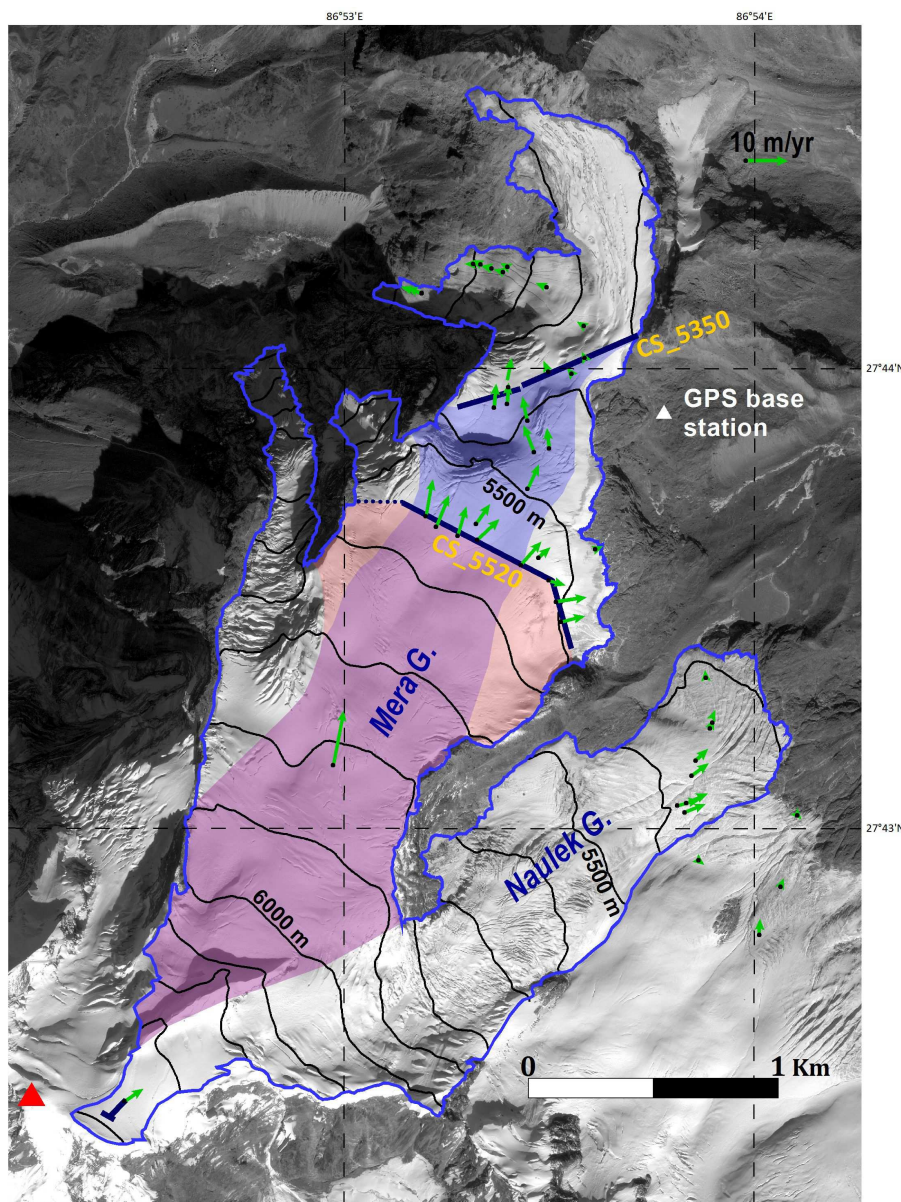 86°53'E
86°54'E
10 m/yr
CS_5350
27°44'N
GPS base
station
5500 m
CS_5520
Mera G.
27°43'N
Naulek G.
5500 m
6000 m
0
1 Km